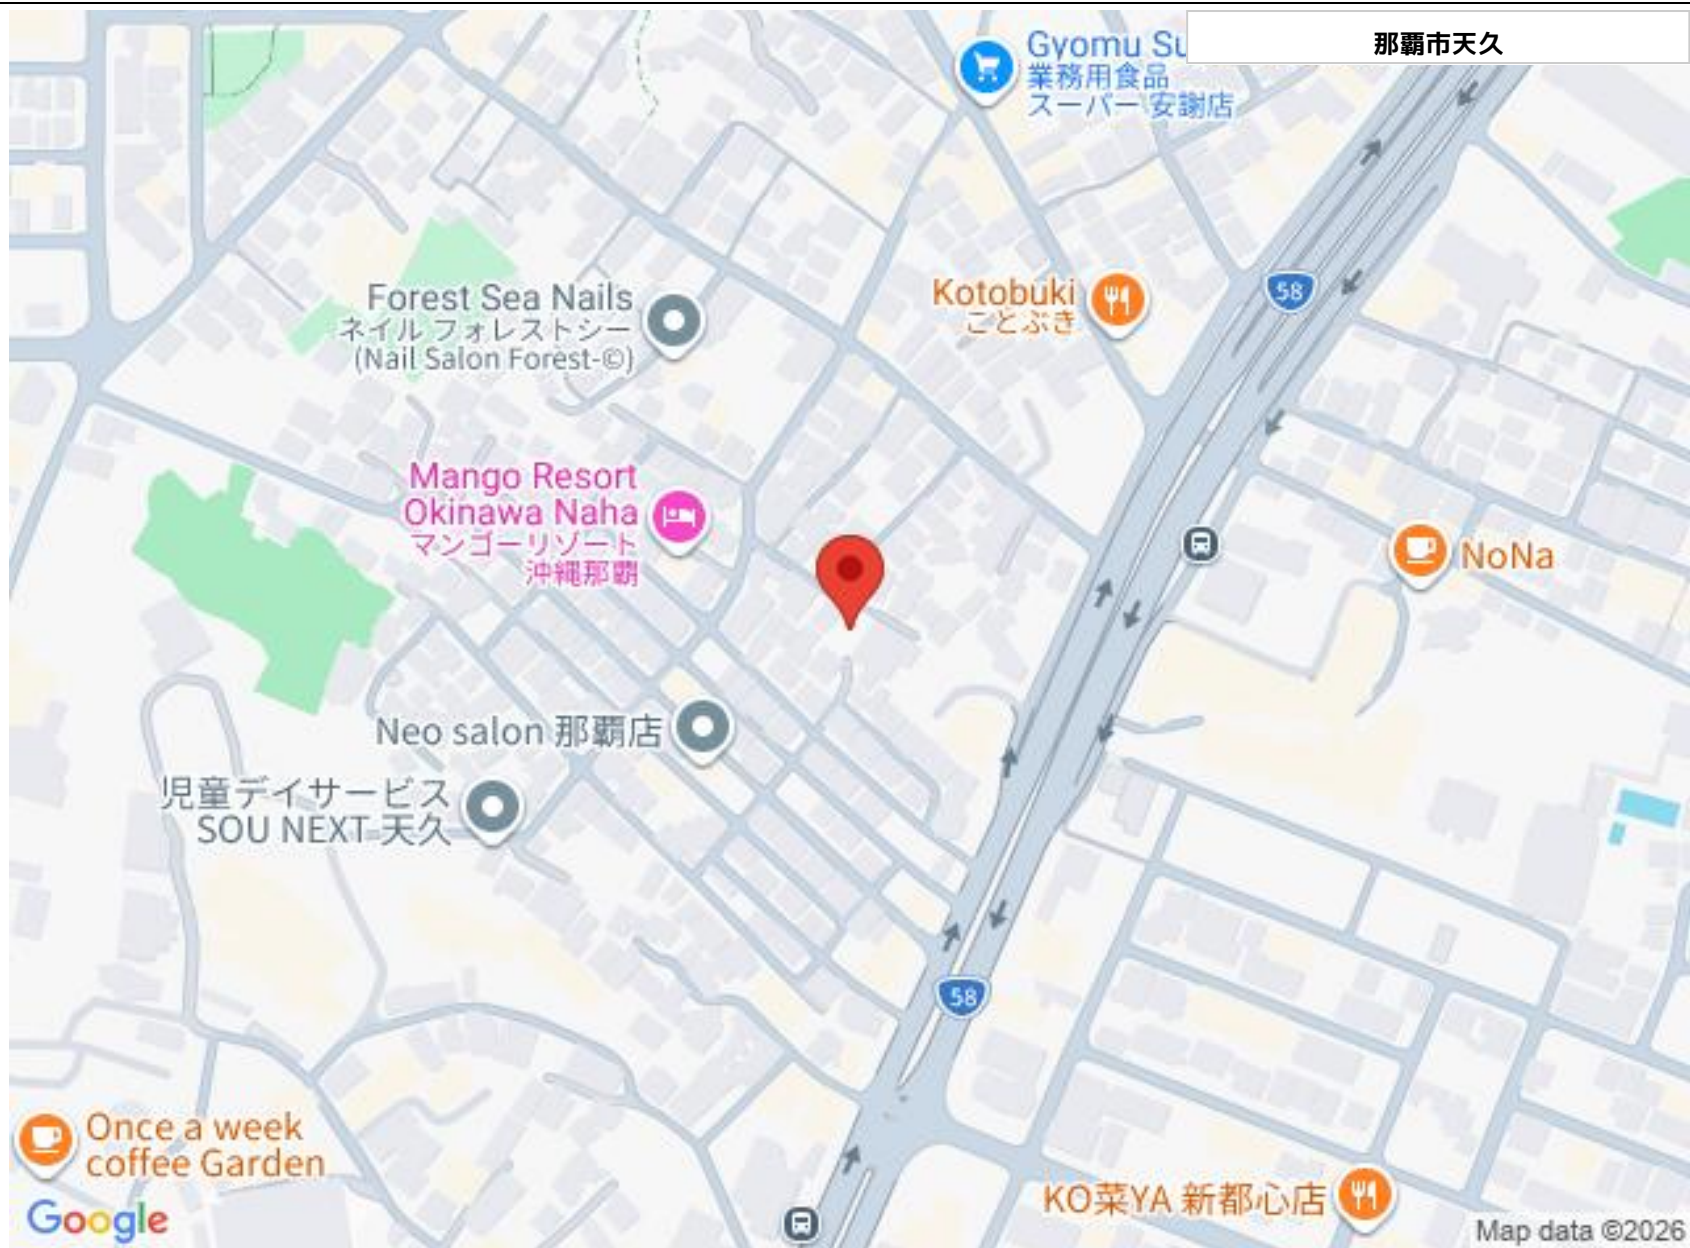 那覇市天久
Gyomu Su
業務用食品
スーパー 安謝店
Forest Sea Nails
ネイル フォレストシー
(Nail Salon Forest-©)
Kotobuki
ことぶき
58
Mango Resort
Okinawa Naha
マンゴーリゾート
沖縄那覇
NoNa
Neo salon 那覇店
児童デイサービス
SOU NEXT 天久
58
Once a week
coffee Garden
KO菜YA 新都心店
Google
Map data ©2026